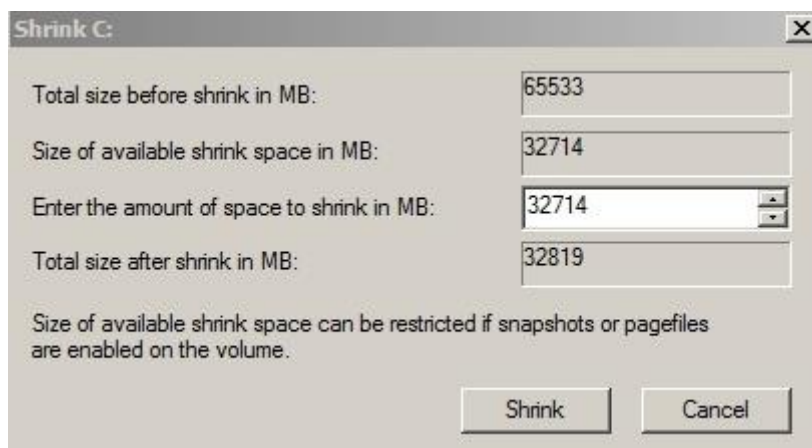 Shrink C:
Total size before shrink in MB: 65533
Size of available shrink space in MB: 32714
Enter the amount of space to shrink in MB: 32714
Total size after shrink in MB: 32819
Size of available shrink space can be restricted if snapshots or pagefiles
are enabled on the volume.
Shrink Cancel